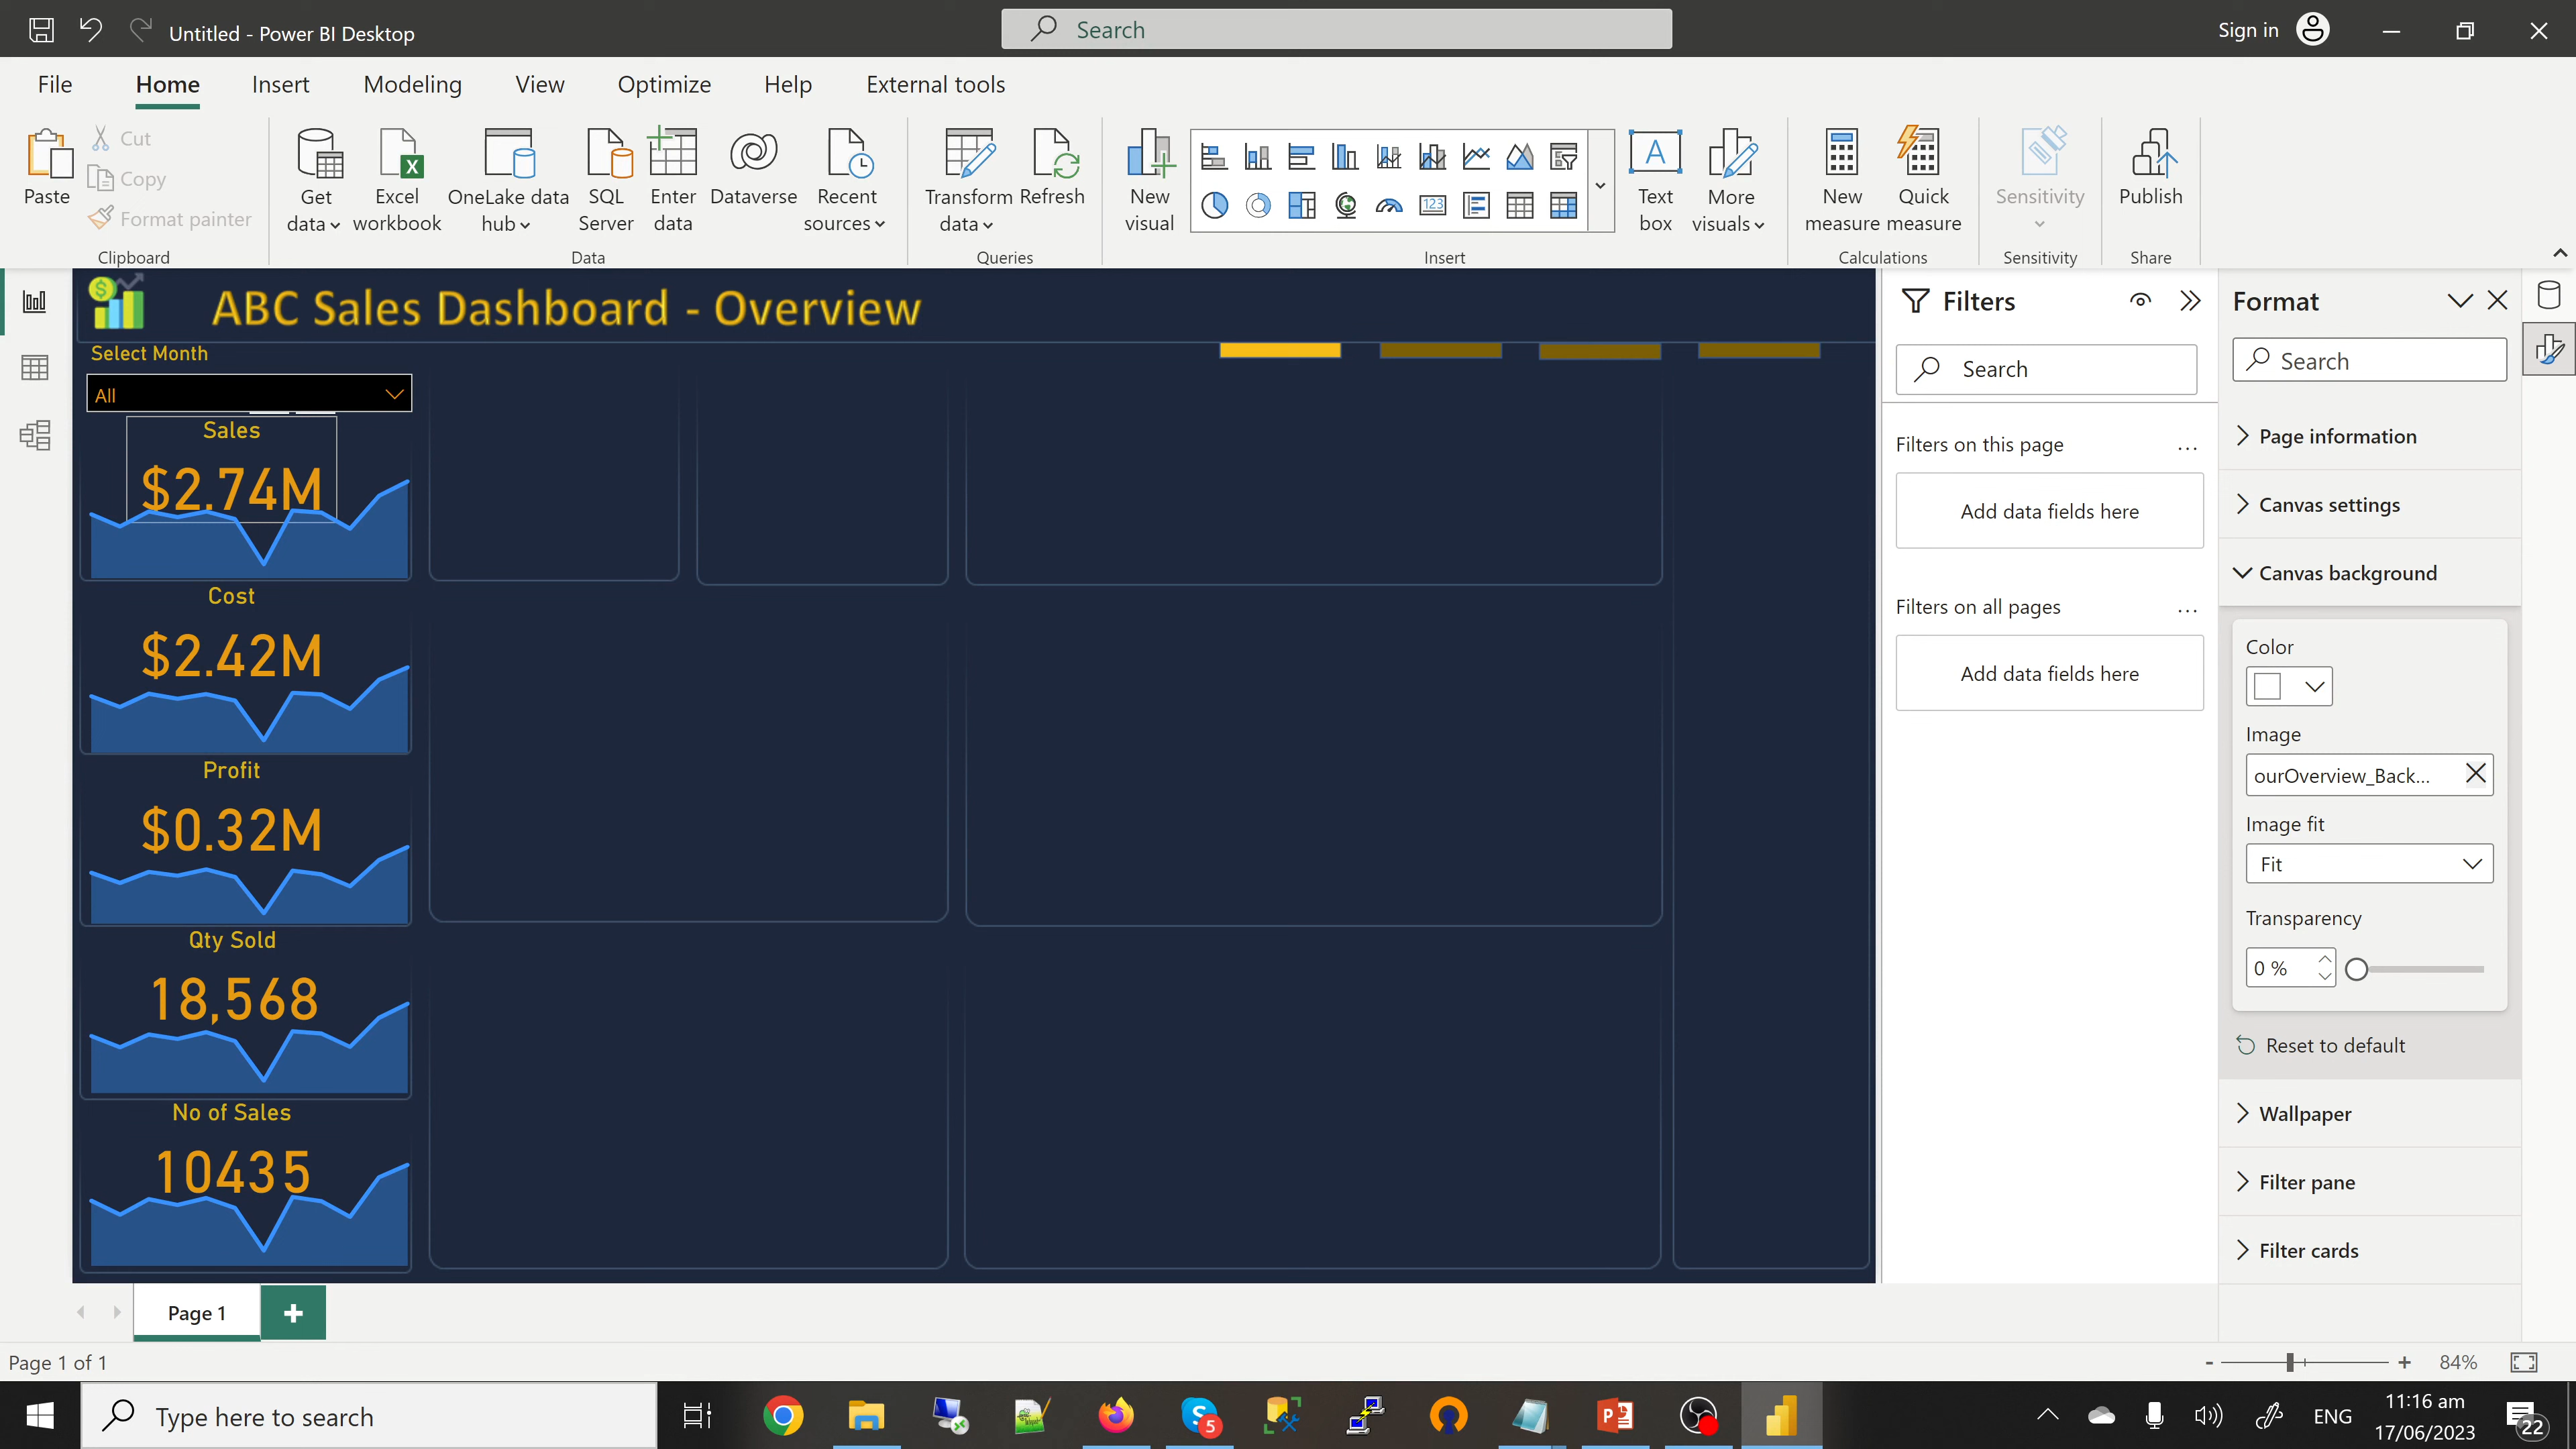 Untitled - Power BI Desktop
Search
Sign in
File
Home
Insert
Modeling
View
Optimize
Help
External tools
Paste
Cut
Copy
Format painter
Clipboard
Get data
Excel workbook
OneLake data hub
SQL Server
Enter data
Dataverse
Recent sources
Data
Transform data
Refresh
Queries
New visual
Text box
More visuals
Insert
New measure
Quick measure
Calculations
Sensitivity
Sensitivity
Publish
Share
ABC Sales Dashboard - Overview
Select Month
All
Sales
$2.74M
Cost
$2.42M
Profit
$0.32M
Qty Sold
18,568
No of Sales
10435
Filters
Search
Filters on this page
...
Add data fields here
Filters on all pages
...
Add data fields here
Format
Search
Page information
Canvas settings
Canvas background
Color
Image
ourOverview_Back...
Image fit
Fit
Transparency
0 %
Reset to default
Wallpaper
Filter pane
Filter cards
Page 1
Page 1 of 1
84%
Type here to search
5
ENG
11:16 am
17/06/2023
22